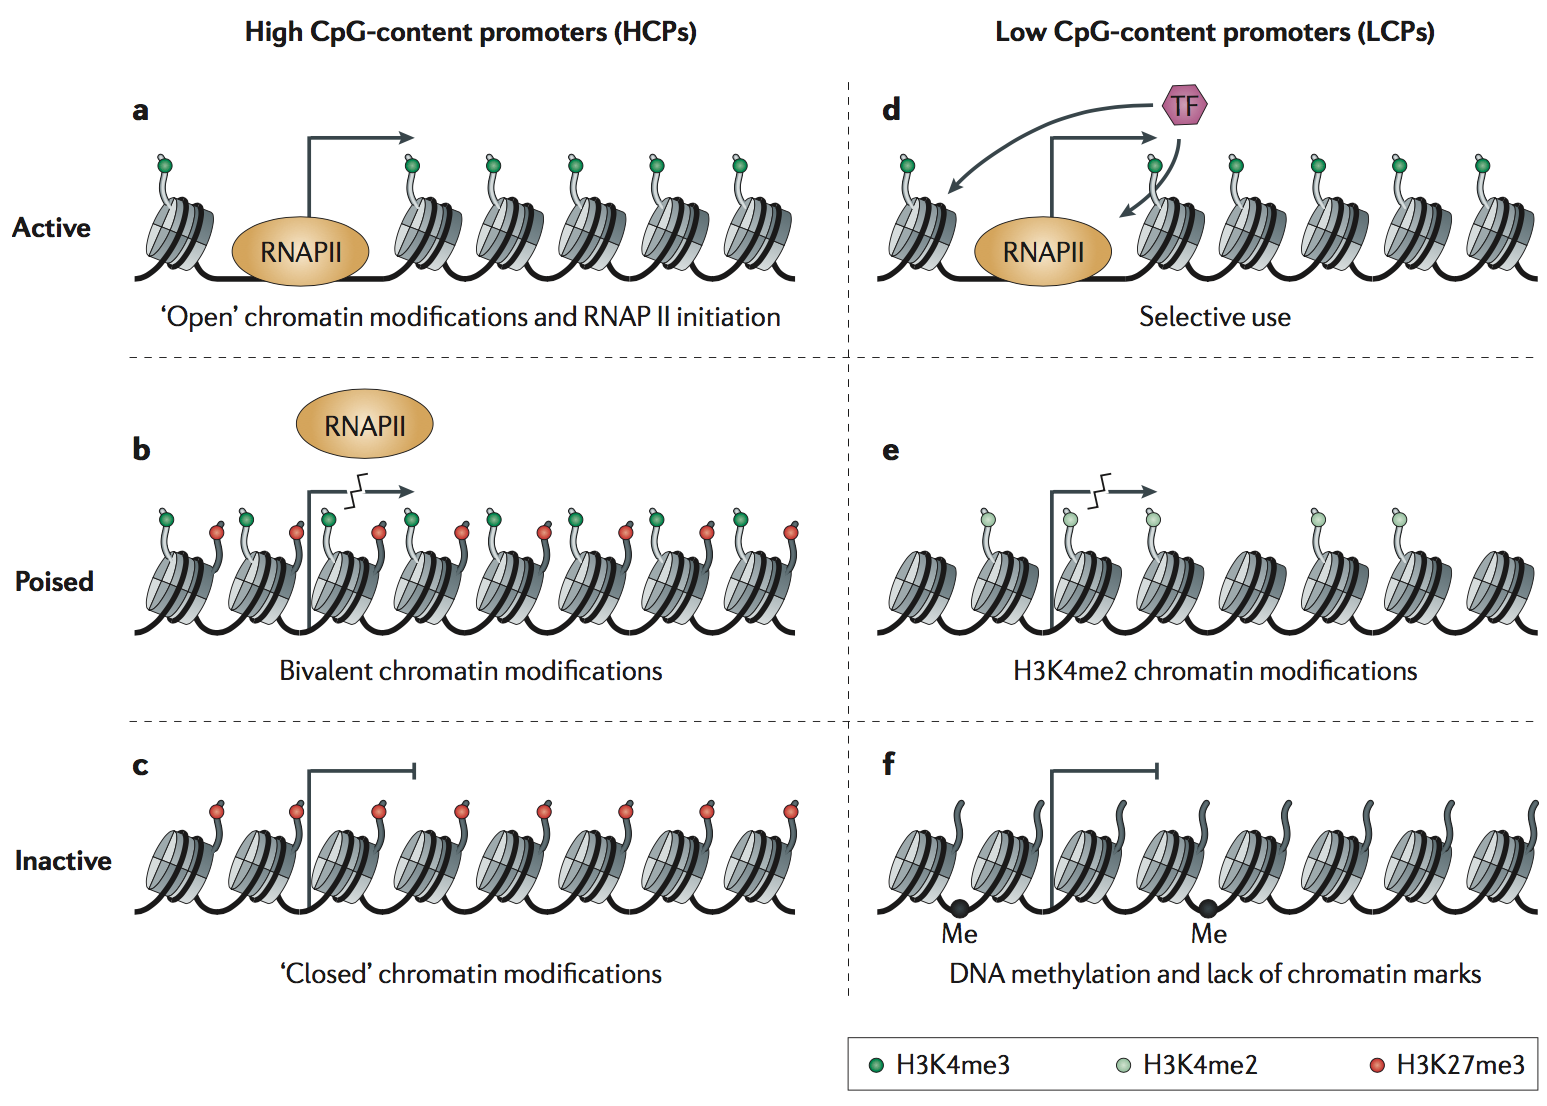 High CpG-content promoters (HCPs)
Low CpG-content promoters (LCPs)
Active
a
RNAPII
‘Open’ chromatin modifications and RNAP II initiation
d
TF
RNAPII
Selective use
Poised
b
RNAPII
Bivalent chromatin modifications
e
H3K4me2 chromatin modifications
Inactive
c
‘Closed’ chromatin modifications
f
Me
Me
DNA methylation and lack of chromatin marks
H3K4me3
H3K4me2
H3K27me3